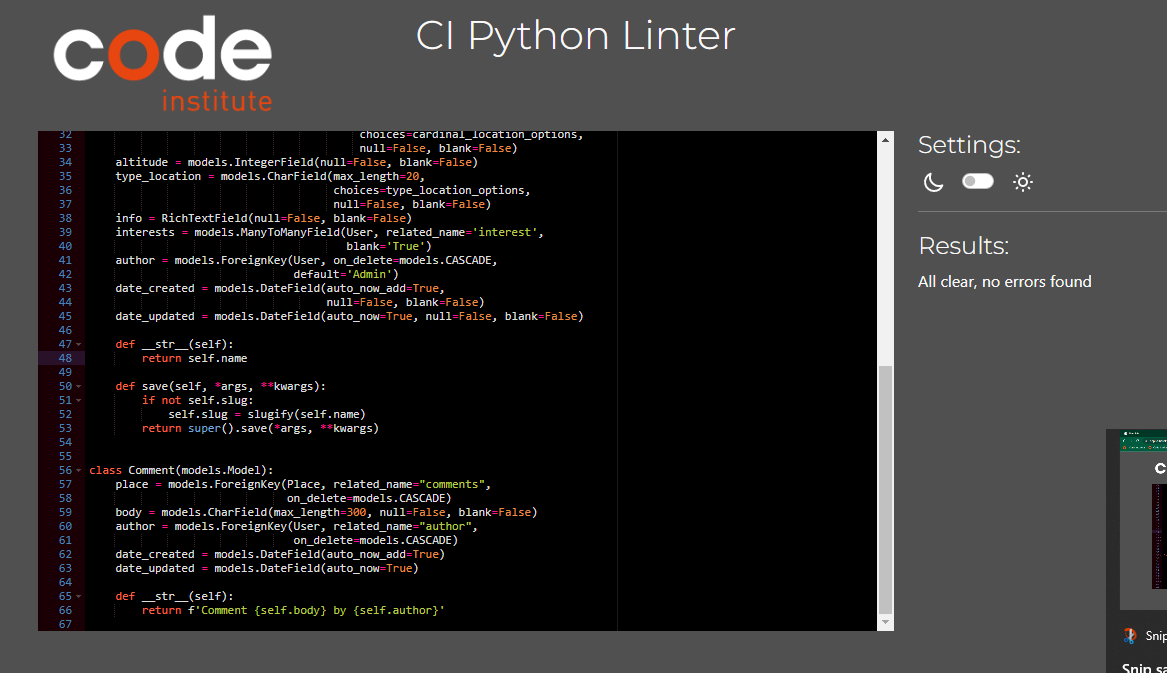 code
institute
CI Python Linter
32 choices=cardinal_location_options,
33 null=False, blank=False)
34 altitude = models.IntegerField(null=False, blank=False)
35 type_location = models.CharField(max_length=20,
36 choices=type_location_options,
37 null=False, blank=False)
38 info = RichTextField(null=False, blank=False)
39 interests = models.ManyToManyField(User, related_name='interest',
40 blank='True')
41 author = models.ForeignKey(User, on_delete=models.CASCADE,
42 default='Admin')
43 date_created = models.DateField(auto_now_add=True,
44 null=False, blank=False)
45 date_updated = models.DateField(auto_now=True, null=False, blank=False)
46
47 def __str__(self):
48 return self.name
49
50 def save(self, *args, **kwargs):
51 if not self.slug:
52 self.slug = slugify(self.name)
53 return super().save(*args, **kwargs)
54
55
56 class Comment(models.Model):
57 place = models.ForeignKey(Place, related_name="comments",
58 on_delete=models.CASCADE)
59 body = models.CharField(max_length=300, null=False, blank=False)
60 author = models.ForeignKey(User, related_name="author",
61 on_delete=models.CASCADE)
62 date_created = models.DateField(auto_now_add=True)
63 date_updated = models.DateField(auto_now=True)
64
65 def __str__(self):
66 return f'Comment {self.body} by {self.author}'
67
Settings:
Results:
All clear, no errors found
Snip
Snip sa